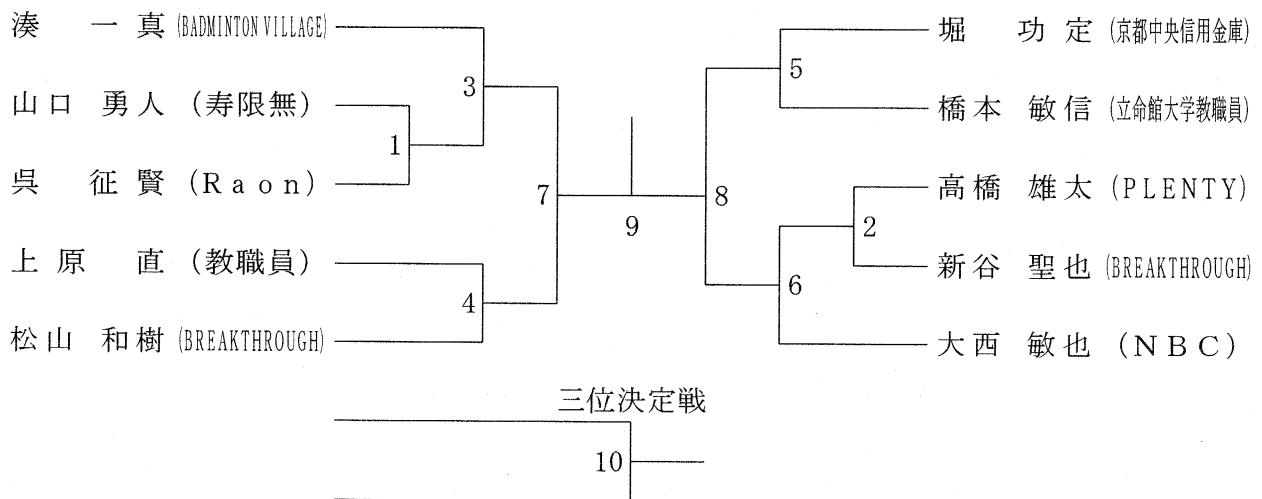 湊 一真 (BADMINTON VILLAGE)
山口 勇人 (寿限無)
呉 征賢 (Raon)
上原 直 (教職員)
松山 和樹 (BREAKTHROUGH)
3
1
7
4
9
堀 功定 (京都中央信用金庫)
橋本 敏信 (立命館大学教職員)
高橋 雄太 (PLENTY)
新谷 聖也 (BREAKTHROUGH)
大西 敏也 (NBC)
5
8
2
6
三位決定戦
10